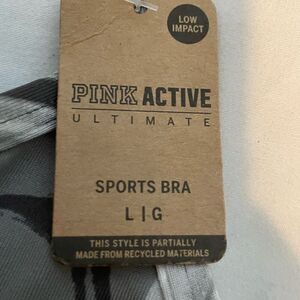 LOW
IMPACT
PINK ACTIVE
ULTIMATE
SPORTS BRA
L|G
THIS STYLE IS PARTIALLY
MADE FROM RECYCLED MATERIALS